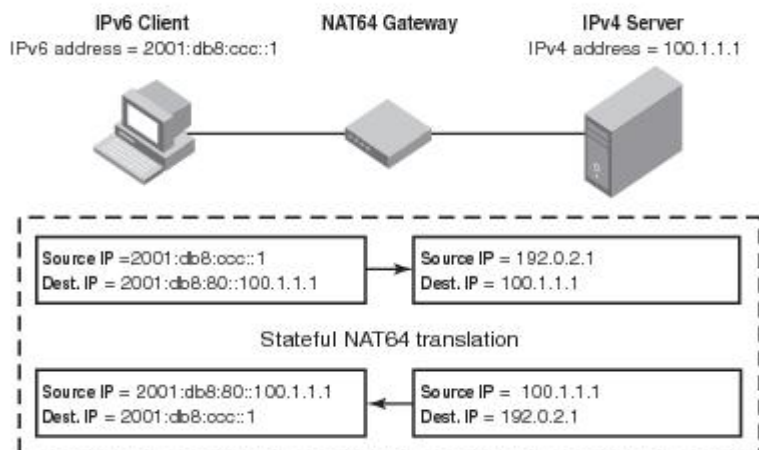 IPv6 Client
IPv6 address = 2001:db8:ccc::1
NAT64 Gateway
IPv4 Server
IPv4 address = 100.1.1.1
Source IP =2001:db8:ccc::1
Dest. IP = 2001:db8:80::100.1.1.1
Source IP = 192.0.2.1
Dest. IP = 100.1.1.1
Stateful NAT64 translation
Source IP = 2001:db8:80::100.1.1.1
Dest. IP = 2001:db8:ccc::1
Source IP = 100.1.1.1
Dest. IP = 192.0.2.1